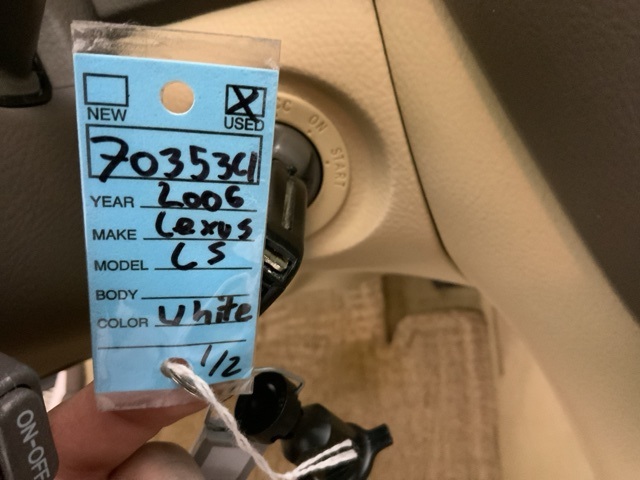 NEW
USED
X
703534
YEAR 2006
MAKE Lexus
MODEL LS
BODY
COLOR white
1/2
ON
START
ON-OFF